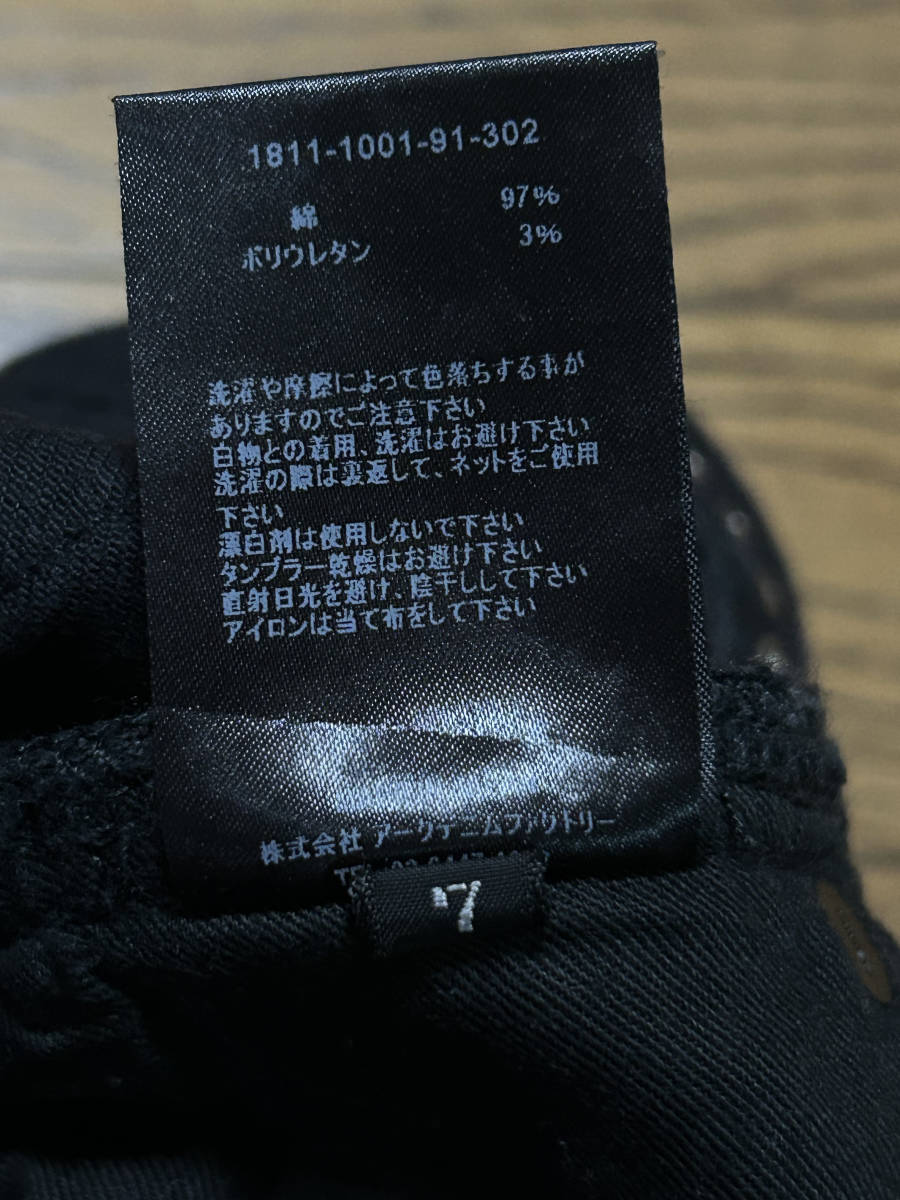 1811-1001-91-302
綿 97%
ポリウレタン 3%
洗濯や摩擦によって色落ちする事が
ありますのでご注意下さい
白物との着用、洗濯はお避け下さい
洗濯の際は裏返して、ネットをご使用
下さい
漂白剤は使用しないで下さい
タンブラー乾燥はお避け下さい
直射日光を避け、陰干しして下さい
アイロンは当て布をして下さい
株式会社 アークデニムファクトリー
7